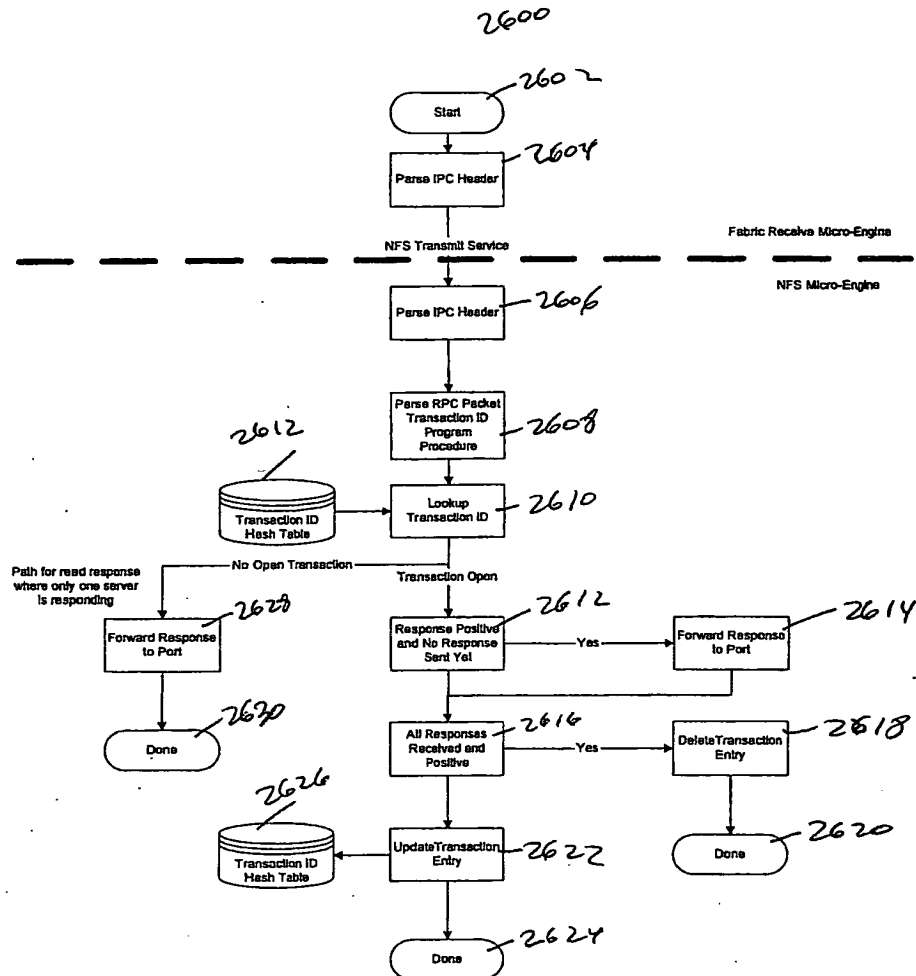 2600
2602
Start
2604
Parse IPC Header
Fabric Receive Micro-Engine
NFS Transmit Service
NFS Micro-Engine
2606
Parse IPC Header
Parse RPC Packet
Transaction ID
Program
Procedure
2608
2612
Lookup
Transaction ID
2610
Transaction ID
Hash Table
No Open Transaction
Transaction Open
Path for read response
where only one server
is responding
2628
Forward Response
to Port
2612
Response Positive
and No Response
Sent Yet
Yes
2614
Forward Response
to Port
2630
Done
2616
All Responses
Received and
Positive
Yes
2618
DeleteTransaction
Entry
2626
Transaction ID
Hash Table
UpdateTransaction
Entry
2622
2620
Done
2624
Done